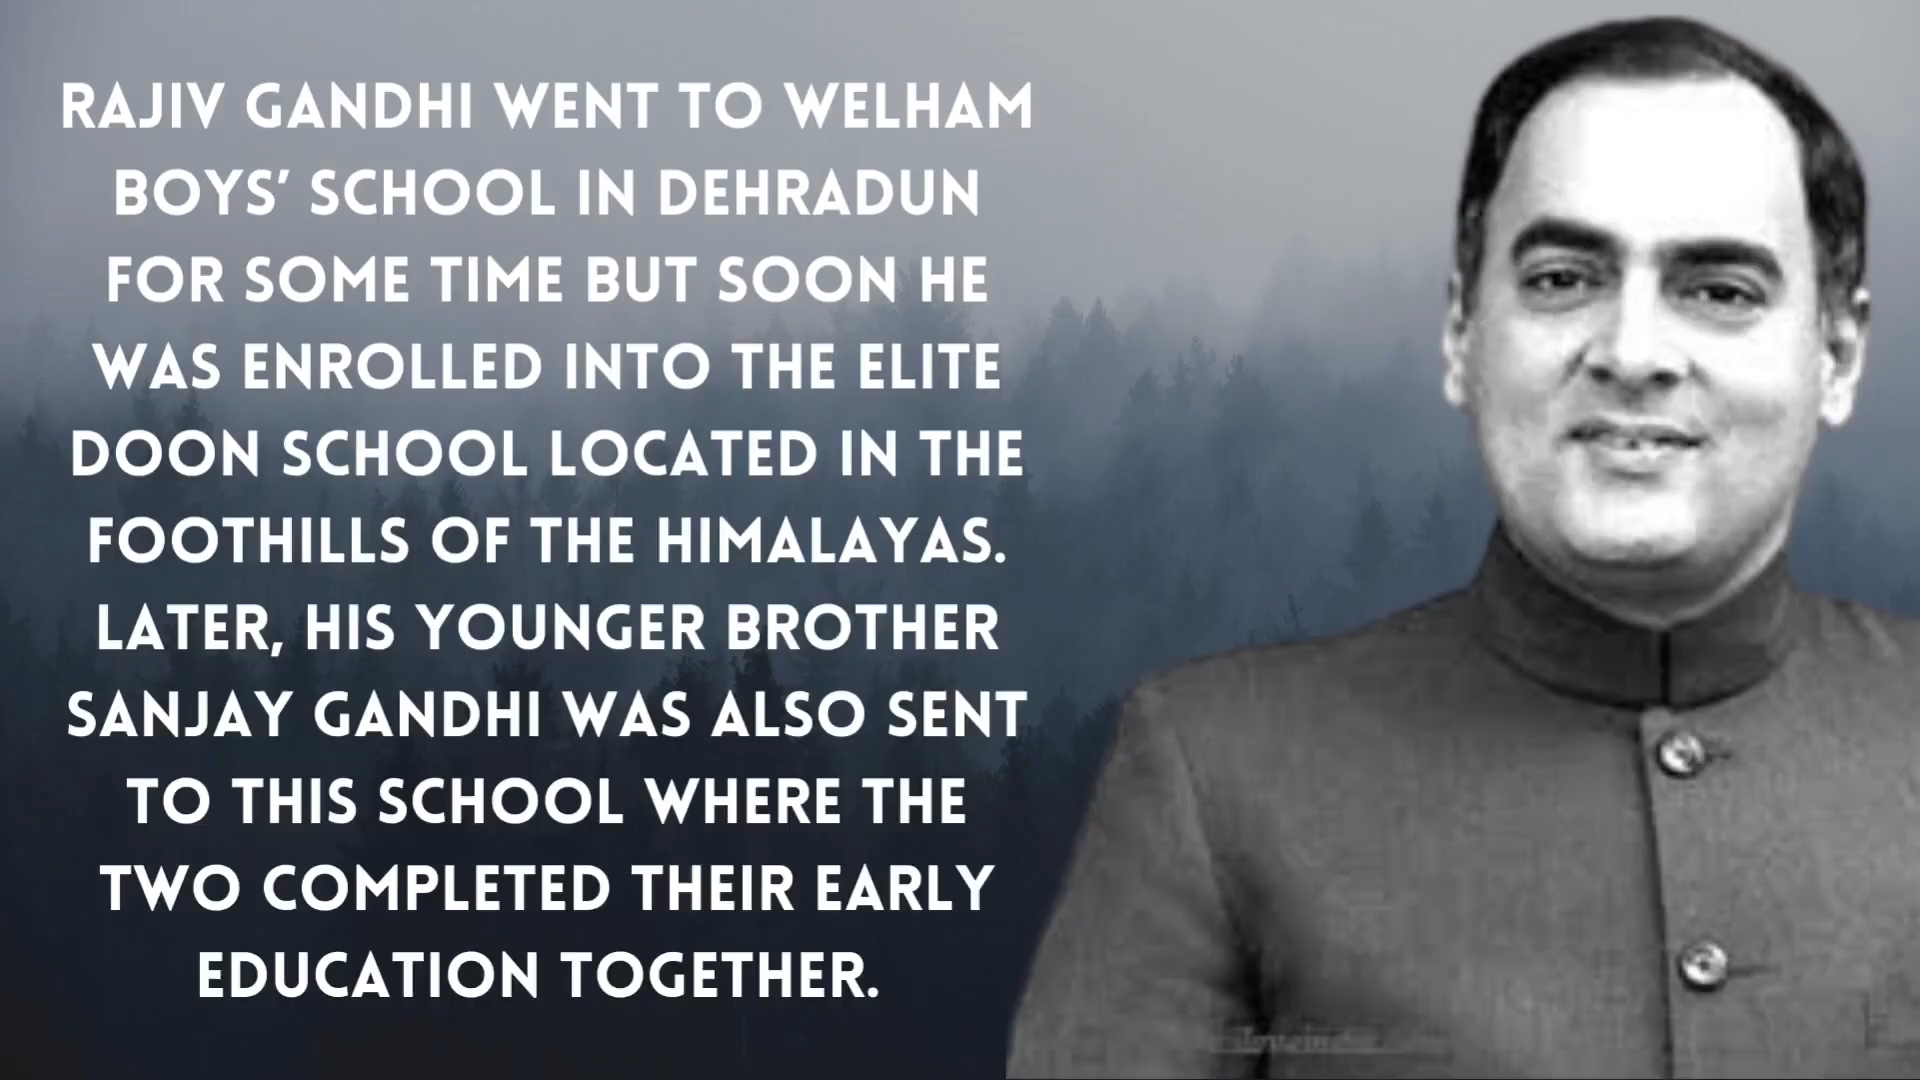 RAJIV GANDHI WENT TO WELHAM
BOYS’ SCHOOL IN DEHRADUN
FOR SOME TIME BUT SOON HE
WAS ENROLLED INTO THE ELITE
DOON SCHOOL LOCATED IN THE
FOOTHILLS OF THE HIMALAYAS.
LATER, HIS YOUNGER BROTHER
SANJAY GANDHI WAS ALSO SENT
TO THIS SCHOOL WHERE THE
TWO COMPLETED THEIR EARLY
EDUCATION TOGETHER.